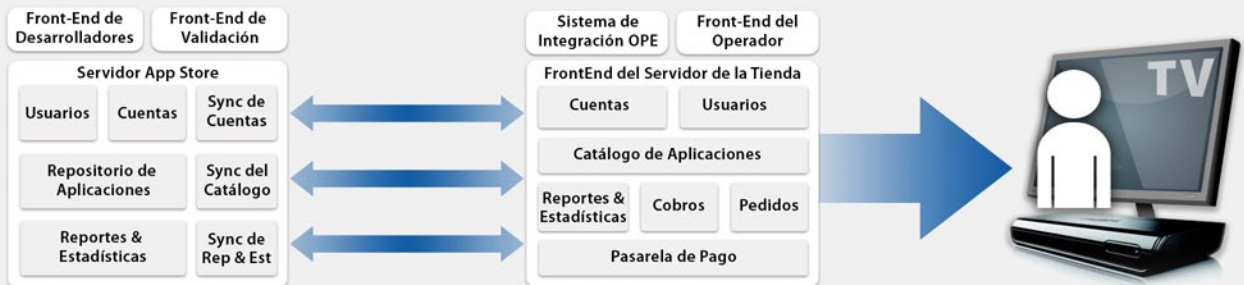 Front-End de
Desarrolladores
Front-End de
Validación
Servidor App Store
Usuarios
Cuentas
Sync de
Cuentas
Repositorio de
Aplicaciones
Sync del
Catálogo
Reportes &
Estadísticas
Sync de
Rep & Est
Sistema de
Integración OPE
Front-End del
Operador
FrontEnd del Servidor de la Tienda
Cuentas
Usuarios
Catálogo de Aplicaciones
Reportes &
Estadísticas
Cobros
Pedidos
Pasarela de Pago
TV